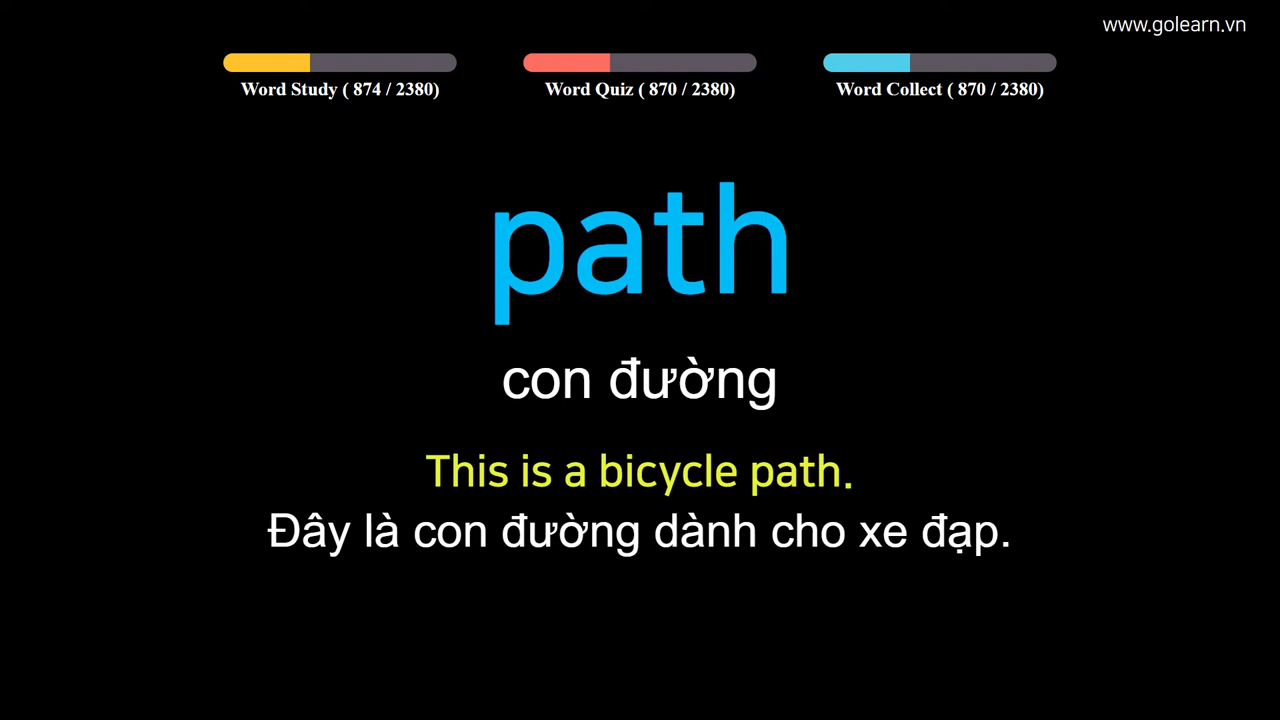 www.golearn.vn
Word Study ( 874 / 2380)
Word Quiz ( 870 / 2380)
Word Collect ( 870 / 2380)
path
con đường
This is a bicycle path.
Đây là con đường dành cho xe đạp.